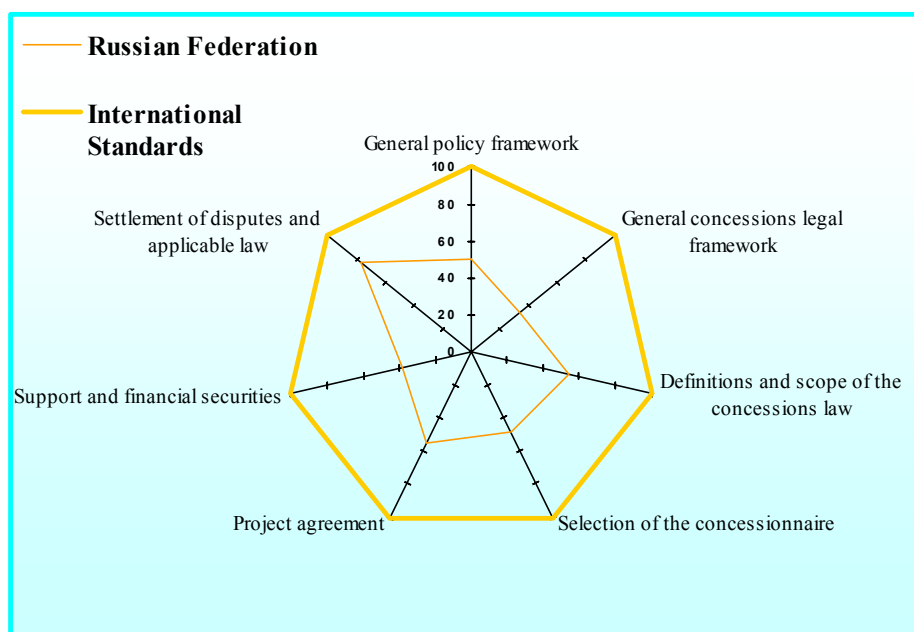 Russian Federation
International
Standards
General policy framework
100
80
60
40
20
0
General concessions legal
framework
Definitions and scope of the
concessions law
Selection of the concessionnaire
Project agreement
Support and financial securities
Settlement of disputes and
applicable law